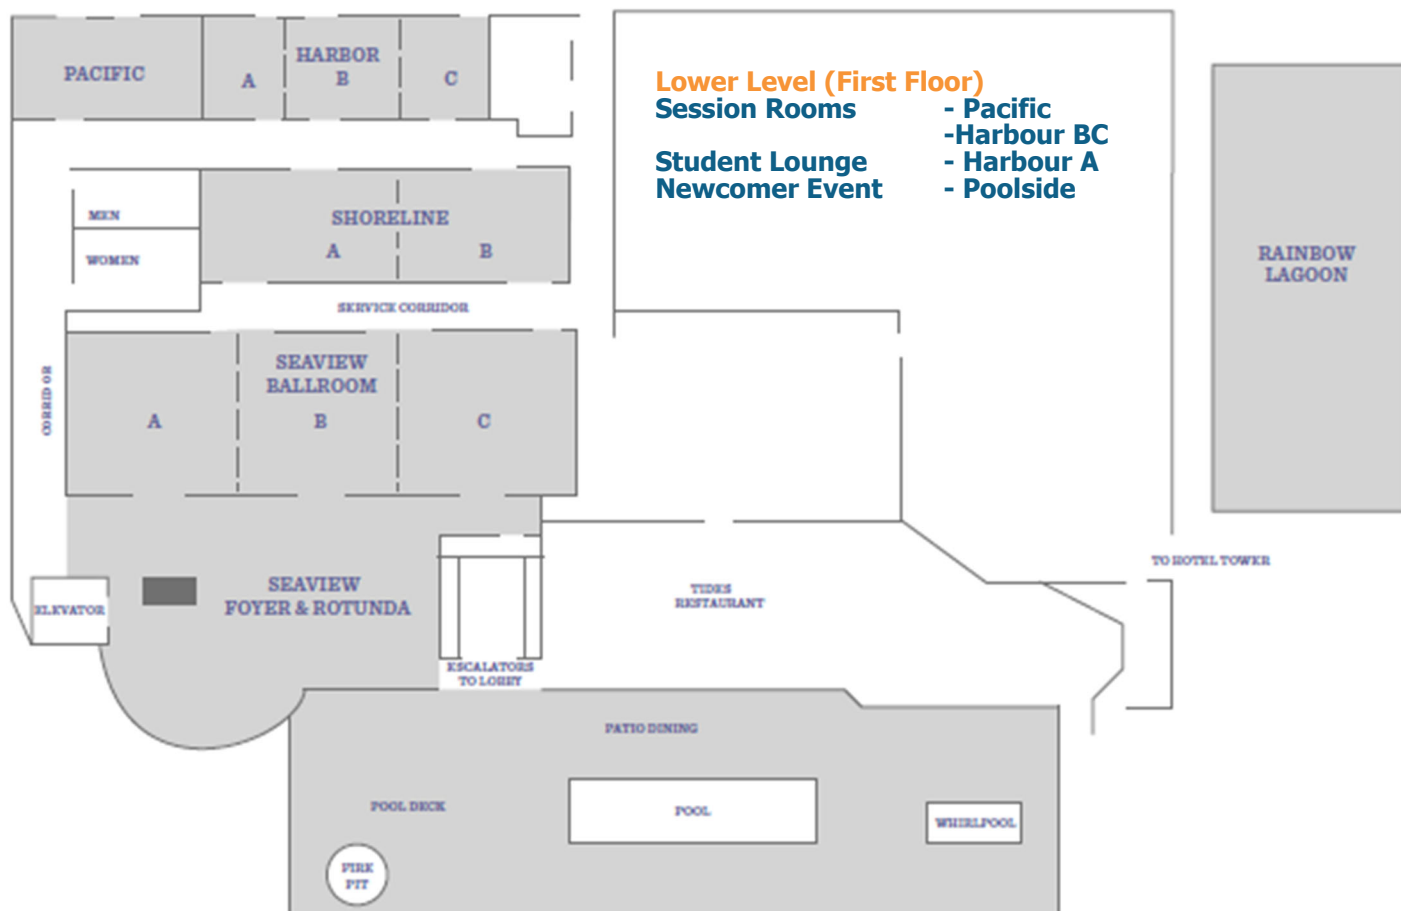 PACIFIC
HARBOR
A
B
C
Lower Level (First Floor)
Session Rooms - Pacific
-Harbour BC
Student Lounge - Harbour A
Newcomer Event - Poolside
MEN
WOMEN
SHORELINE
A
B
RAINBOW
LAGOON
SERVICE CORRIDOR
CORRIDOR
SEAVIEW
BALLROOM
A
B
C
ELEVATOR
SEAVIEW
FOYER & ROTUNDA
TIDES
RESTAURANT
TO HOTEL TOWER
ESCALATORS
TO LOBBY
PATIO DINING
POOL DECK
POOL
WHIRLPOOL
FIRE
PIT